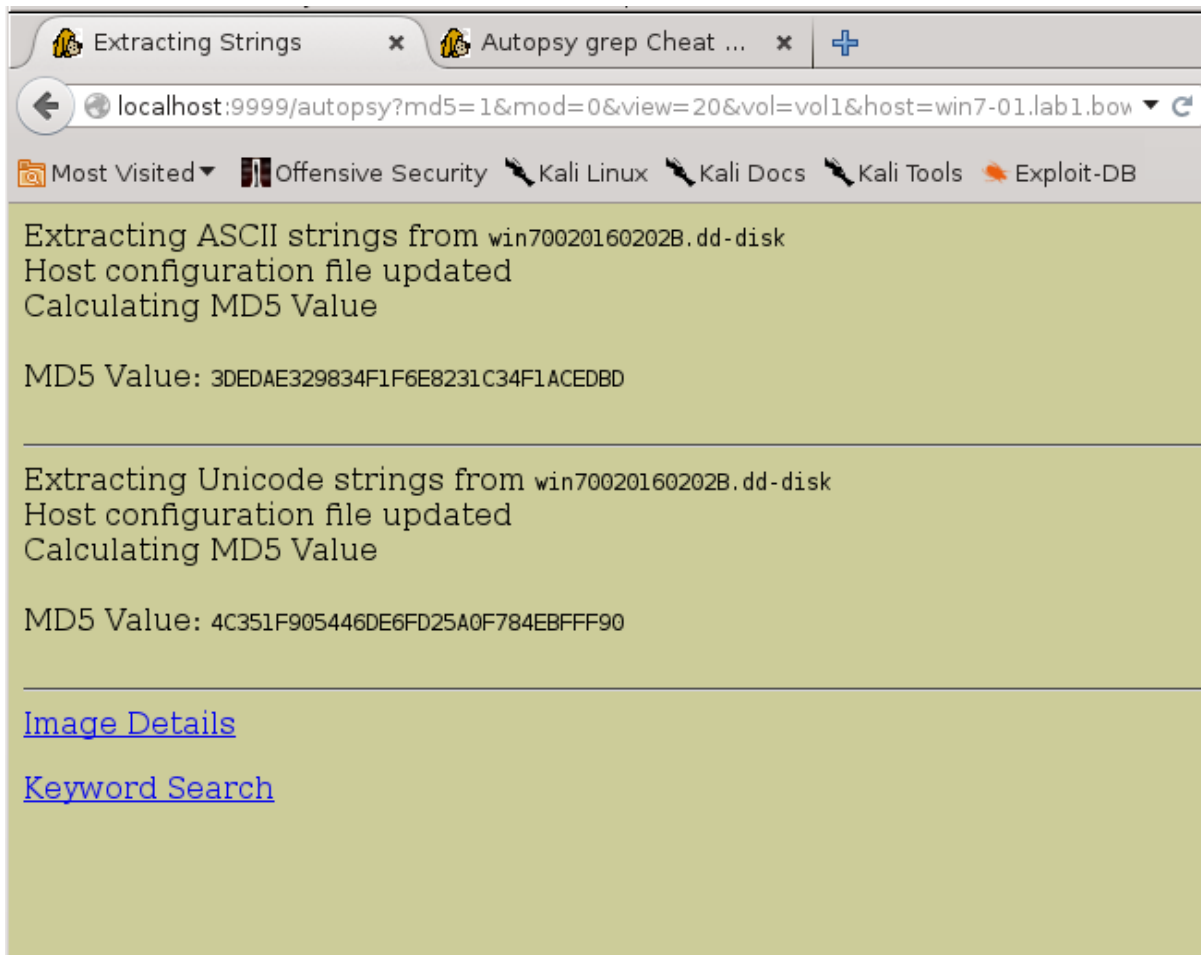 Extracting Strings
Autopsy grep Cheat ...
localhost:9999/autopsy?md5=1&mod=0&view=20&vol=vol1&host=win7-01.lab1.bow
Most Visited Offensive Security Kali Linux Kali Docs Kali Tools Exploit-DB
Extracting ASCII strings from win70020160202B.dd-disk
Host configuration file updated
Calculating MD5 Value
MD5 Value: 3DEDAE329834F1F6E8231C34F1ACEDBD
Extracting Unicode strings from win70020160202B.dd-disk
Host configuration file updated
Calculating MD5 Value
MD5 Value: 4C351F905446DE6FD25A0F784EBFFF90
Image Details
Keyword Search